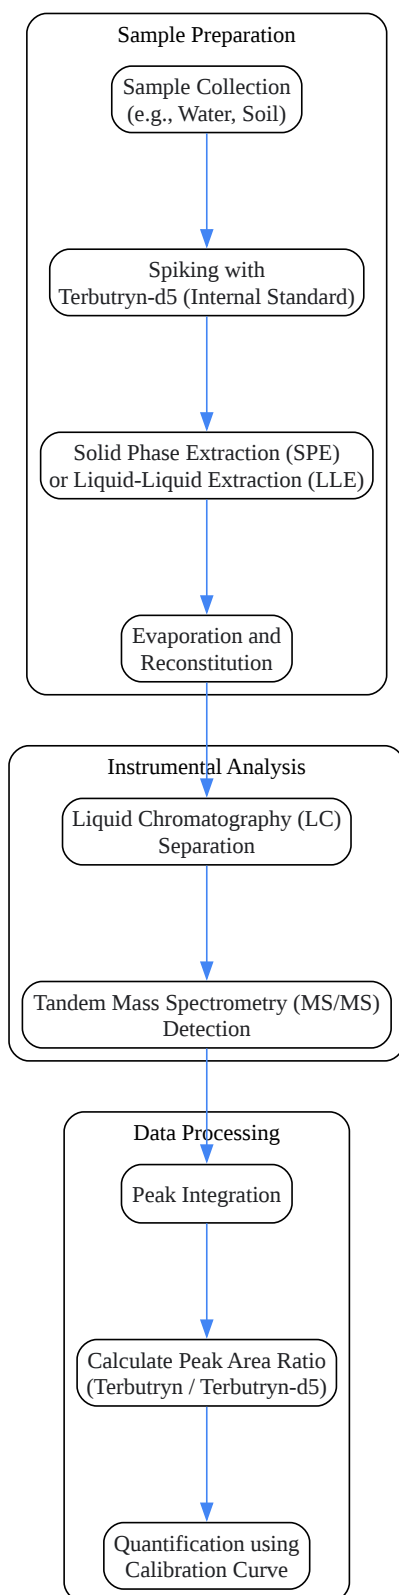 Sample Preparation
Sample Collection
(e.g., Water, Soil)
Spiking with
Terbutryn-d5 (Internal Standard)
Solid Phase Extraction (SPE)
or Liquid-Liquid Extraction (LLE)
Evaporation and
Reconstitution
Instrumental Analysis
Liquid Chromatography (LC)
Separation
Tandem Mass Spectrometry (MS/MS)
Detection
Data Processing
Peak Integration
Calculate Peak Area Ratio
(Terbutryn / Terbutryn-d5)
Quantification using
Calibration Curve